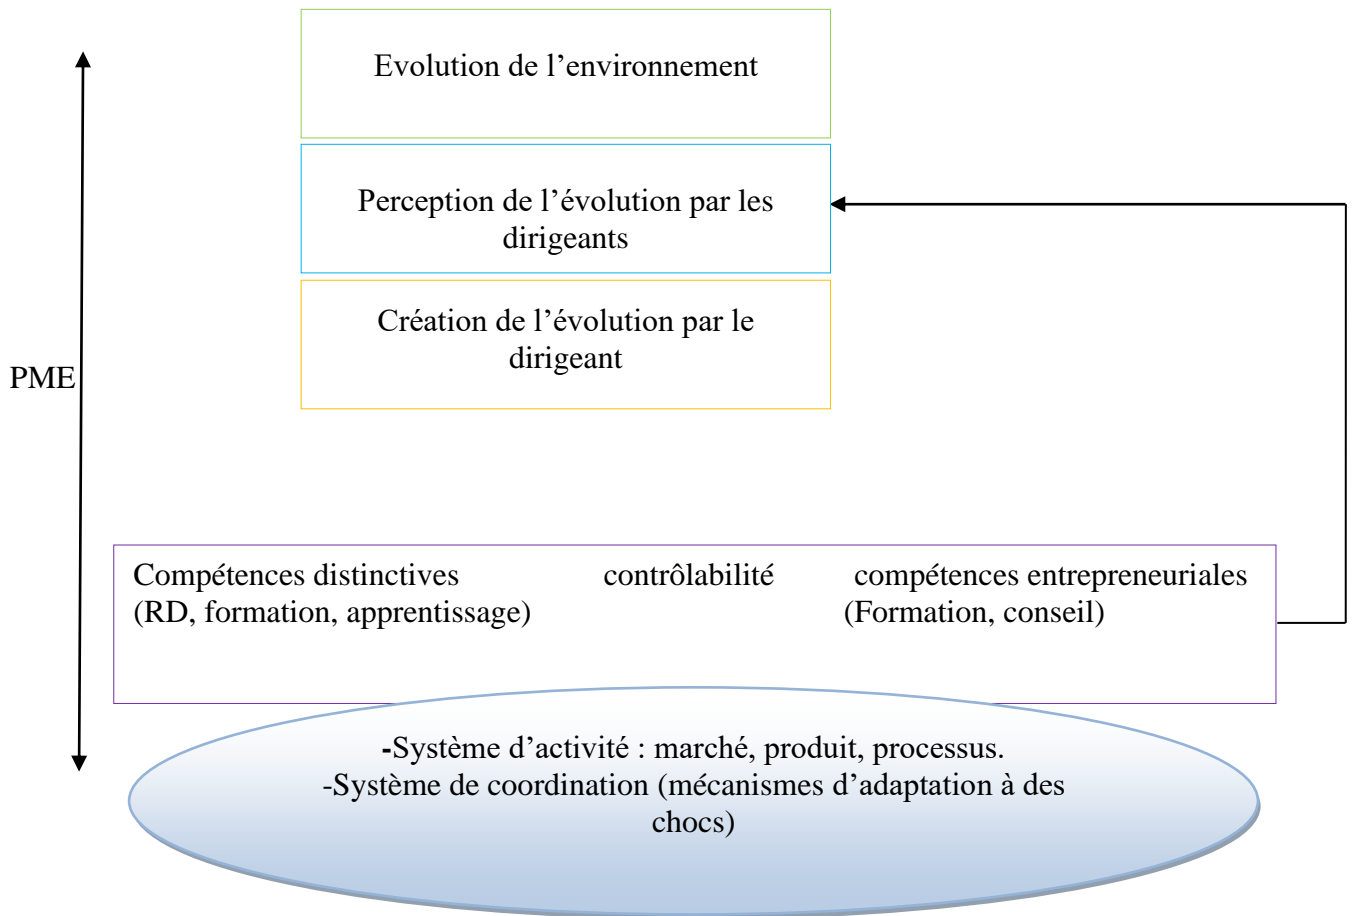 Evolution de l’environnement
Perception de l’évolution par les
dirigeants
Création de l’évolution par le
dirigeant
PME
Compétences distinctives contrôlabilité compétences entrepreneuriales
(RD, formation, apprentissage) (Formation, conseil)
-Système d’activité : marché, produit, processus.
-Système de coordination (mécanismes d’adaptation à des
chocs)